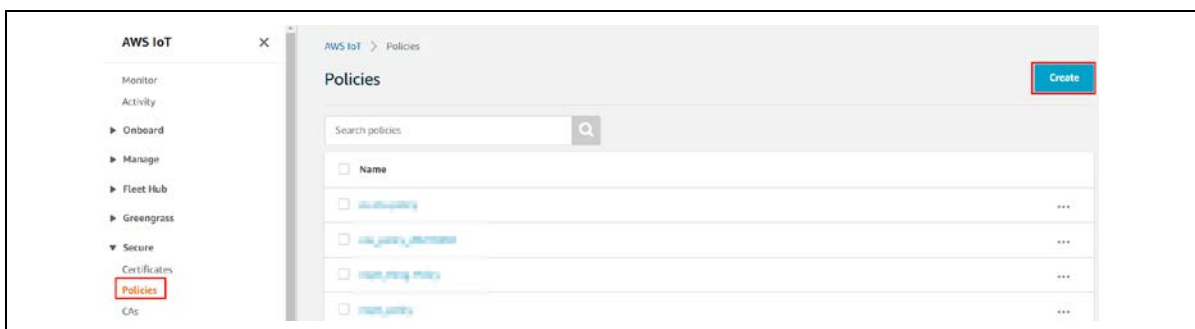 AWS IoT
Monitor
Activity
Onboard
Manage
Fleet Hub
Greengrass
Secure
Certificates
Policies
CAs
AWS IoT > Policies
Policies
Create
Search policies
Name